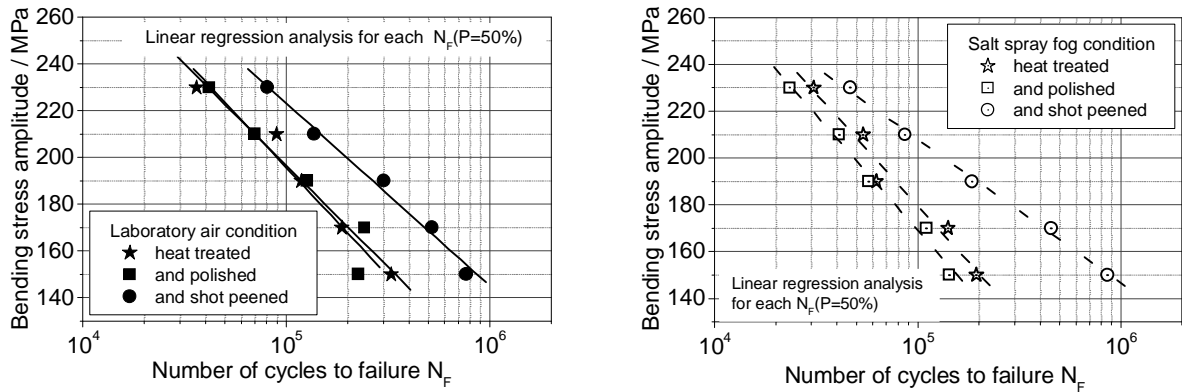 Bending stress amplitude / MPa
260
240
220
200
180
160
140
Linear regression analysis for each N_F(P=50%)
Laboratory air condition
heat treated
and polished
and shot peened
10^4
10^5
10^6
Number of cycles to failure N_F
Bending stress amplitude / MPa
260
240
220
200
180
160
140
Salt spray fog condition
heat treated
and polished
and shot peened
Linear regression analysis
for each N_F(P=50%)
10^4
10^5
10^6
Number of cycles to failure N_F